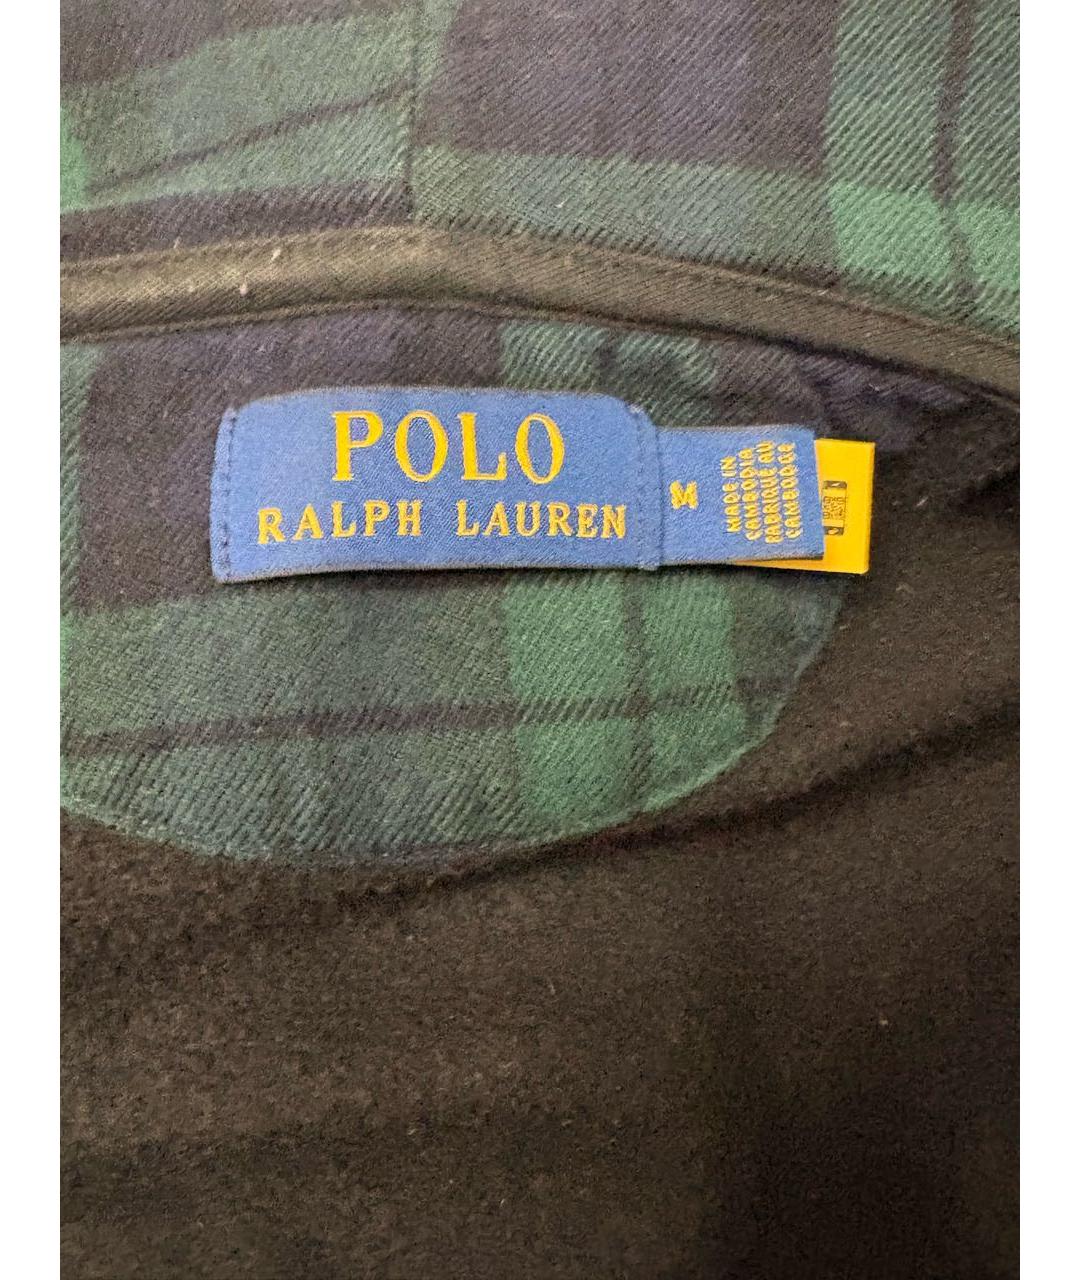 POLO
RALPH LAUREN
M
MADE IN
CAMBODIA
FABRIQUÉ AU
CAMBODGE